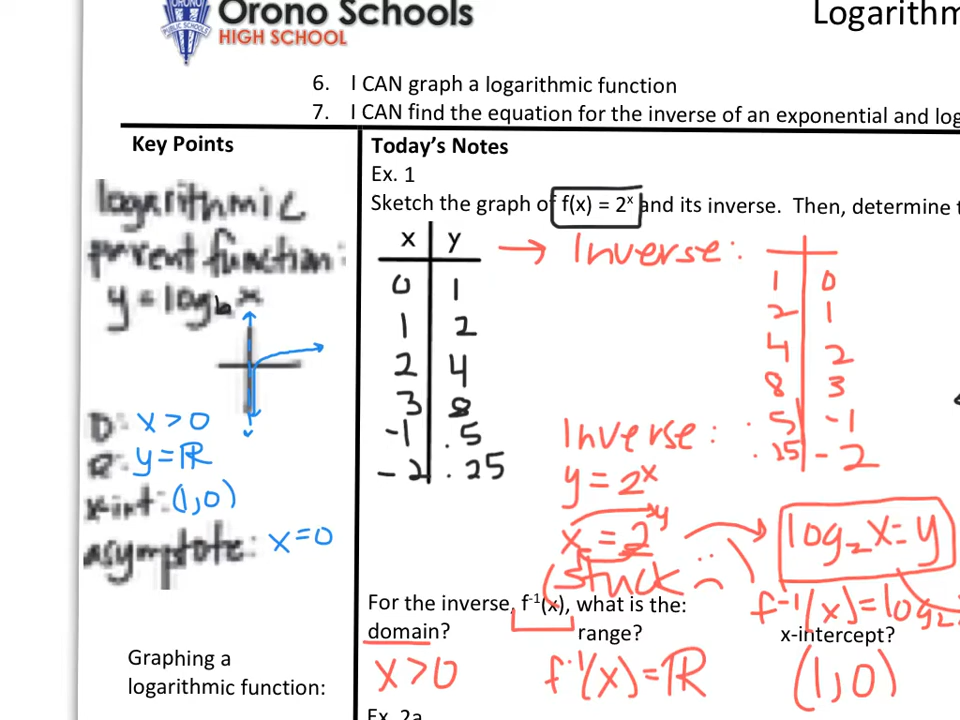 Orono Schools
HIGH SCHOOL
Logarithm
6. I CAN graph a logarithmic function
7. I CAN find the equation for the inverse of an exponential and log
Key Points
logarithmic
parent function:
y = log_b x
D: x > 0
R: y = ℝ
x-int: (1,0)
asymptote: x=0
Graphing a
logarithmic function:
Today's Notes
Ex. 1
Sketch the graph of f(x) = 2ˣ and its inverse. Then, determine t
x y
0 1
1 2
2 4
3 8
-1 .5
-2 .25
→ Inverse:
1 0
2 1
4 2
8 3
.5 -1
.25 -2
Inverse:
y = 2ˣ
x = 2ʸ
(stuck
log₂x=y
f⁻¹(x)=log₂
For the inverse, f⁻¹(x), what is the:
domain? range? x-intercept?
x>0 f⁻¹(x)=ℝ (1,0)
Ex. 2a